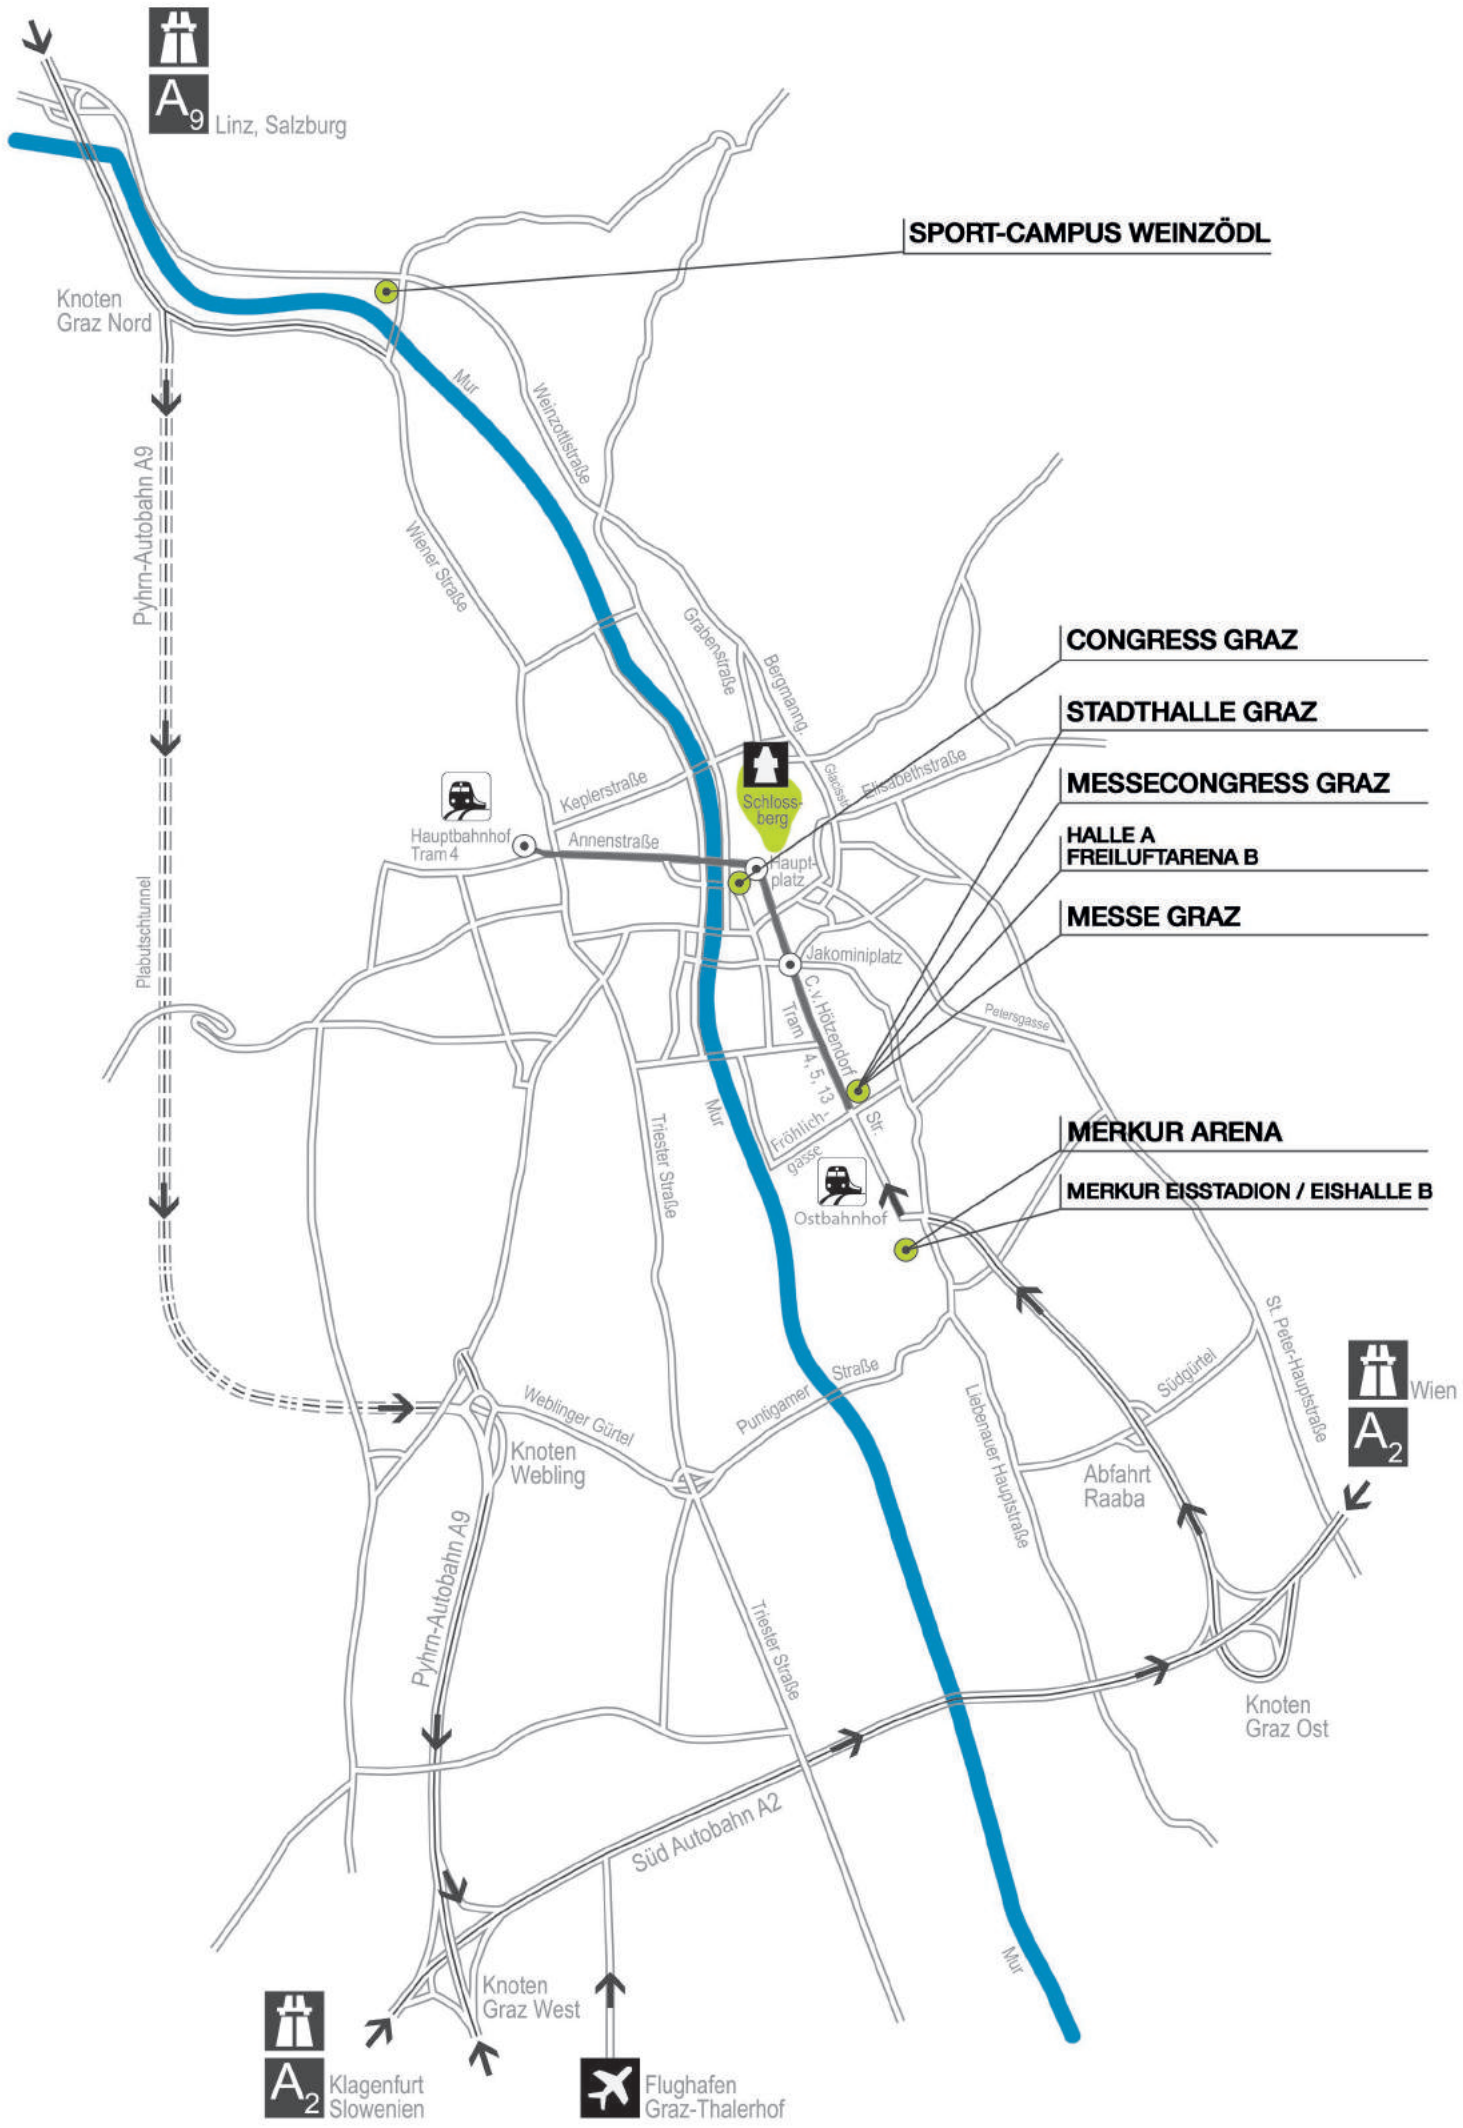 A9 Linz, Salzburg
SPORT-CAMPUS WEINZÖDL
Knoten
Graz Nord
Mur
Weinzottlstraße
Pyhrn-Autobahn A9
Wiener Straße
Grabenstraße
Bergmanng.
CONGRESS GRAZ
STADTHALLE GRAZ
MESSECONGRESS GRAZ
HALLE A
FREILUFTARENA B
MESSE GRAZ
Keplerstraße
Schloss-
berg
Glacisstr.
Elisabethstraße
Hauptbahnhof
Tram 4
Annenstraße
Haupt-
platz
Plabutschtunnel
Jakominiplatz
C.v.Hötzendorf
Str.
Tram 4, 5, 13
Petersgasse
Mur
Triester Straße
Fröhlich-
gasse
MERKUR ARENA
MERKUR EISSTADION / EISHALLE B
Ostbahnhof
St. Peter-Hauptstraße
Südgürtel
Wien
A2
Puntigamer Straße
Weblinger Gürtel
Liebenauer Hauptstraße
Knoten
Webling
Abfahrt
Raaba
Pyhrn-Autobahn A9
Triester Straße
Knoten
Graz Ost
Süd Autobahn A2
Mur
Knoten
Graz West
A2 Klagenfurt
Slowenien
Flughafen
Graz-Thalerhof